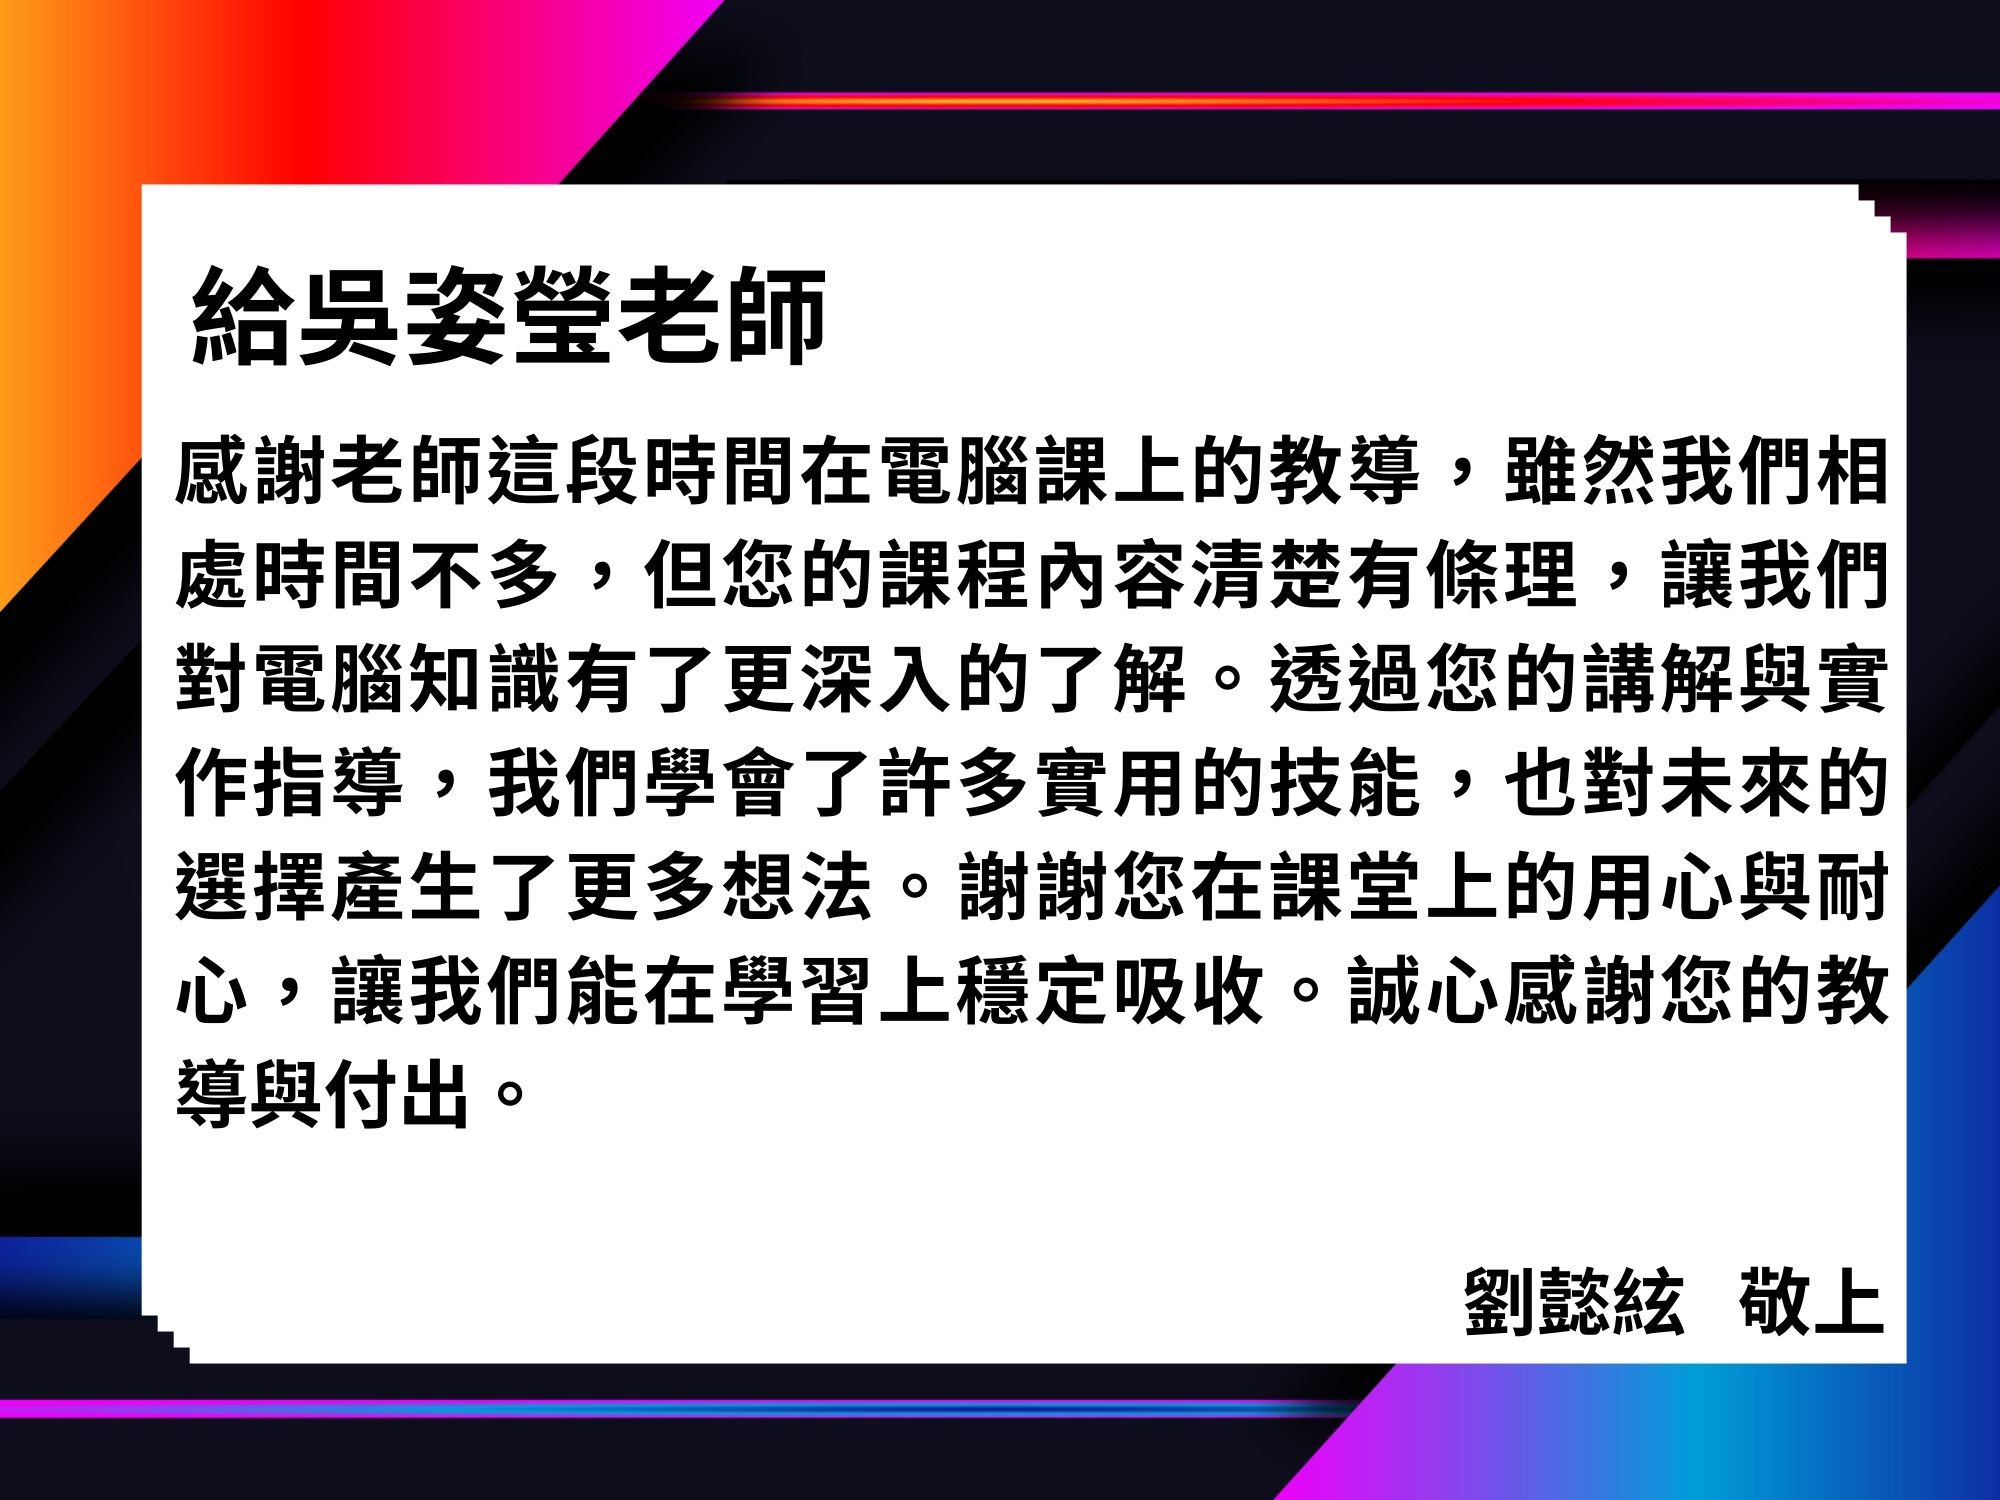 給吳姿瑩老師
感謝老師這段時間在電腦課上的教導，雖然我們相
處時間不多，但您的課程內容清楚有條理，讓我們
對電腦知識有了更深入的了解。透過您的講解與實
作指導，我們學會了許多實用的技能，也對未來的
選擇產生了更多想法。謝謝您在課堂上的用心與耐
心，讓我們能在學習上穩定吸收。誠心感謝您的教
導與付出。
劉懿絃 敬上